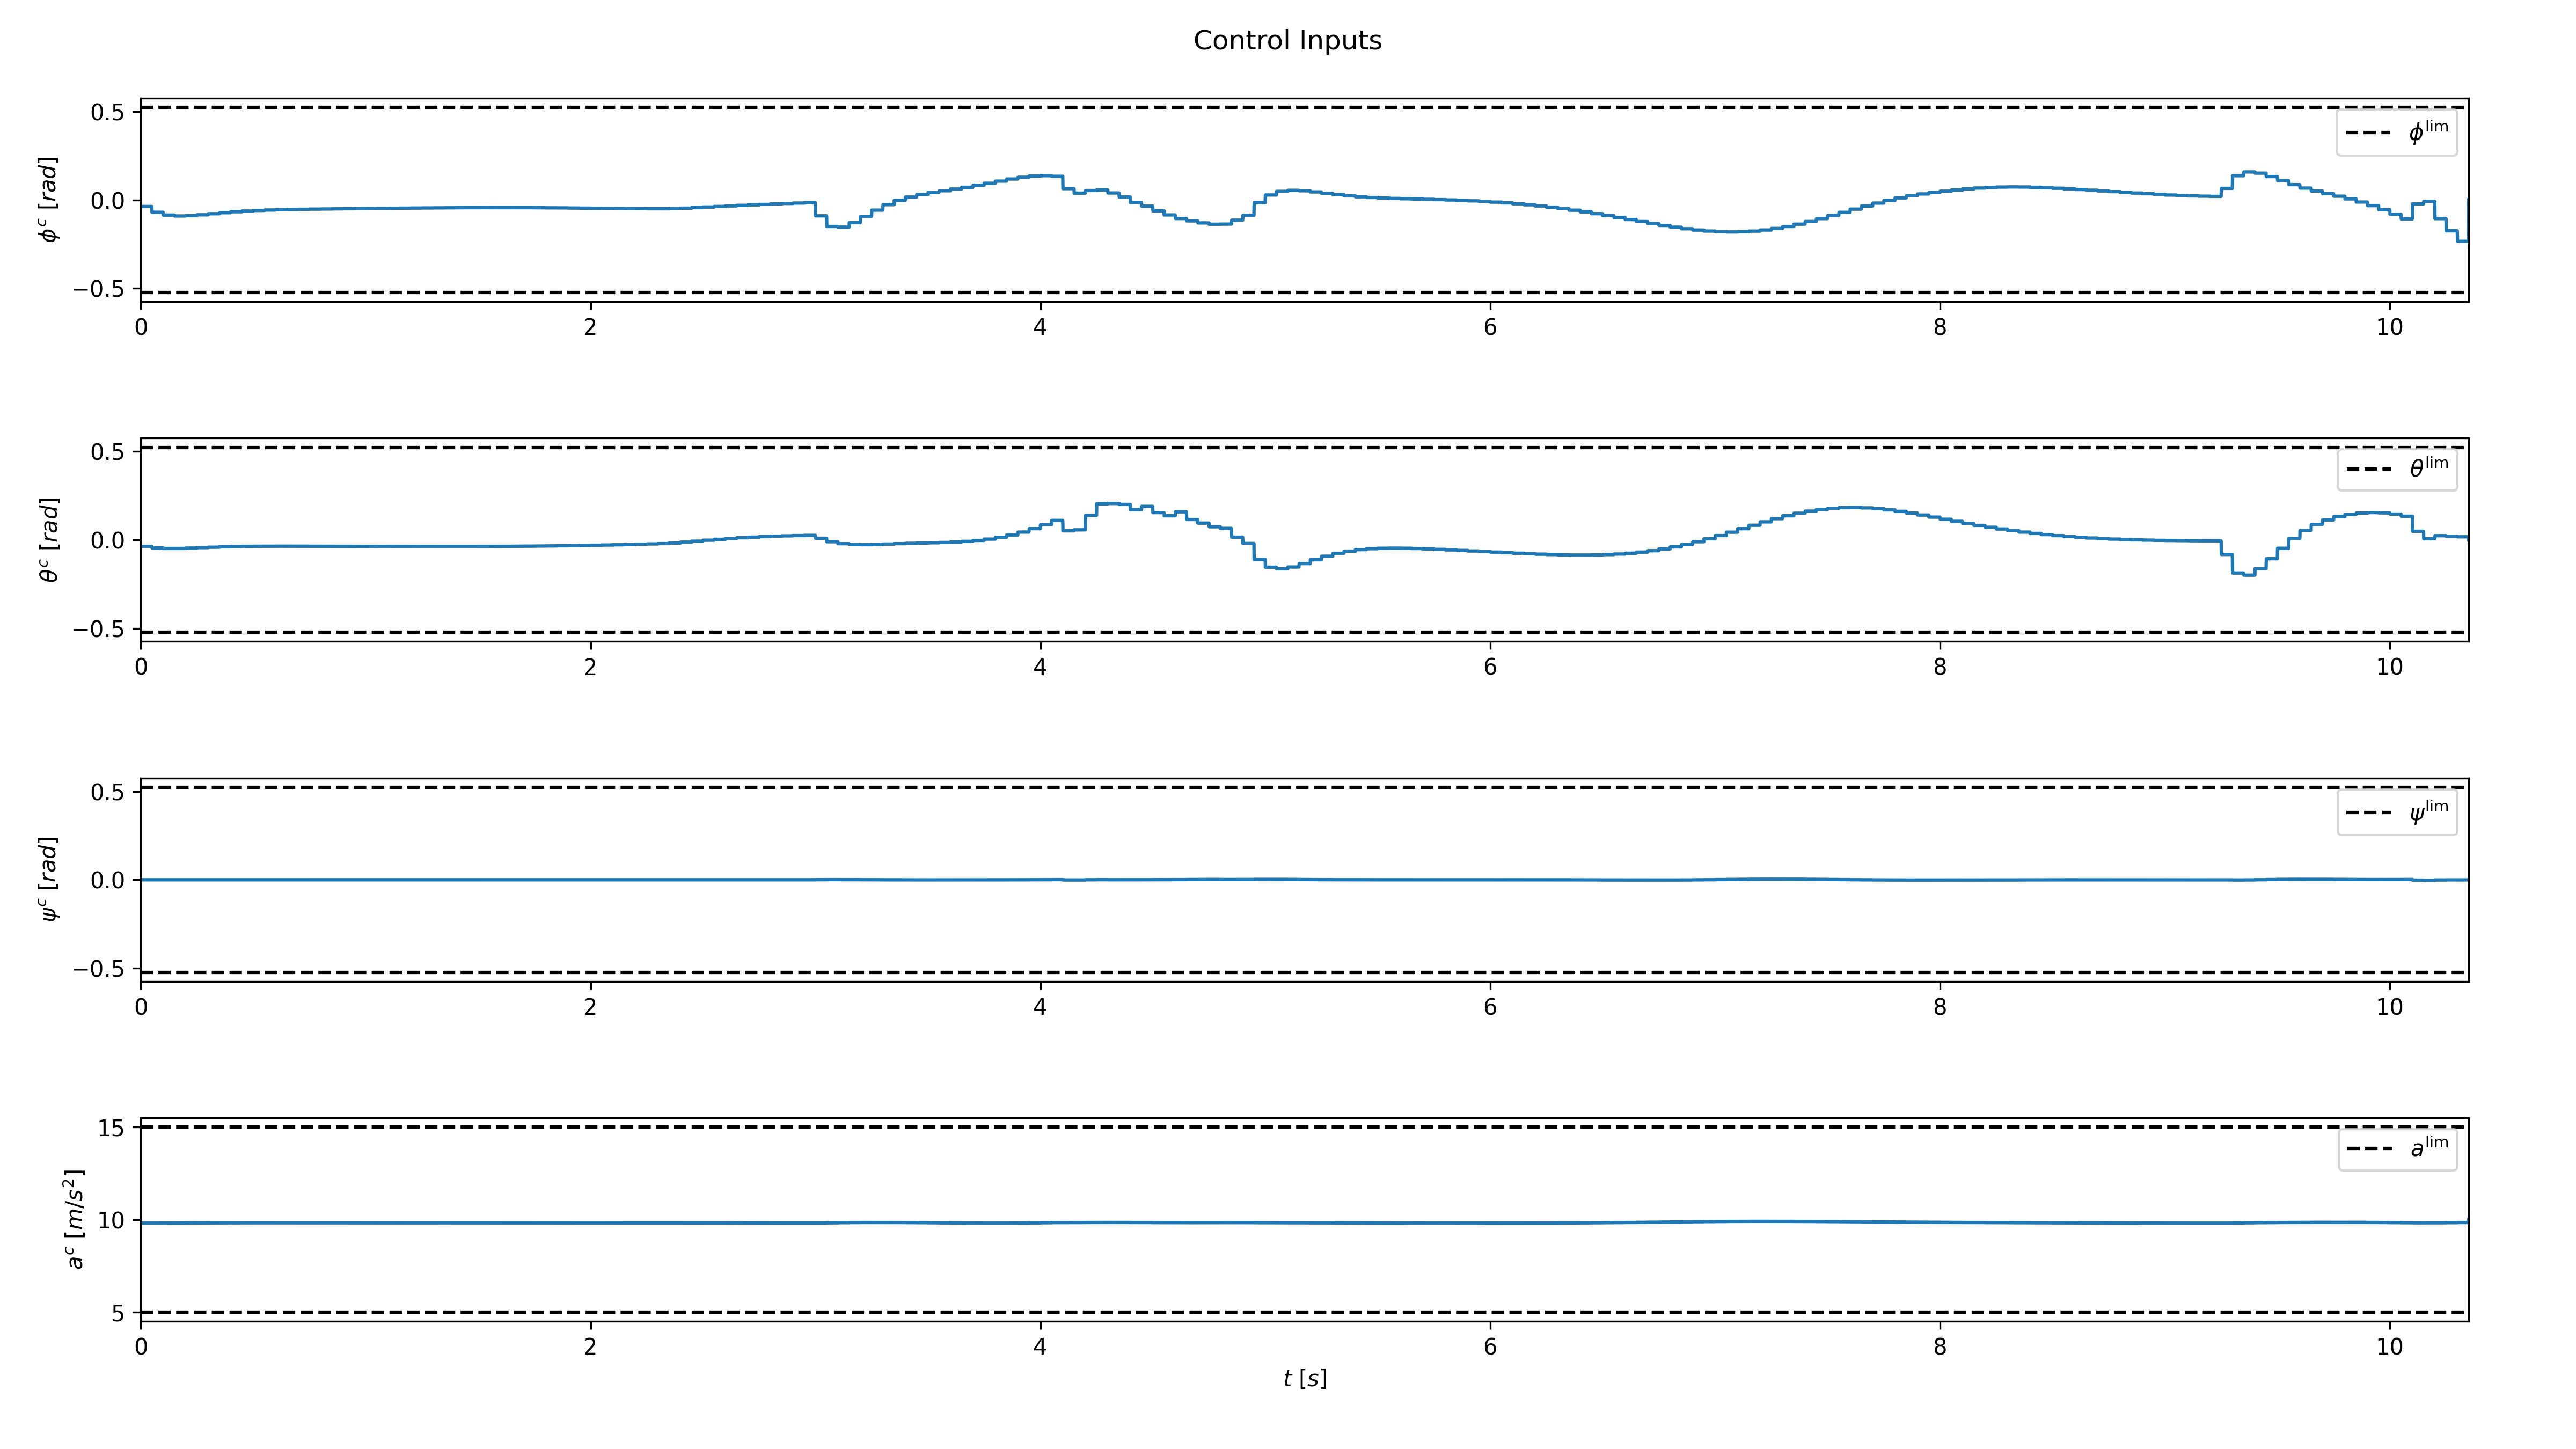 Control Inputs
0.5
0.0
−0.5
ϕᶜ [rad]
ϕˡⁱᵐ
0 2 4 6 8 10
0.5
0.0
−0.5
θᶜ [rad]
θˡⁱᵐ
0 2 4 6 8 10
0.5
0.0
−0.5
ψᶜ [rad]
ψˡⁱᵐ
0 2 4 6 8 10
15
10
5
aᶜ [m/s²]
aˡⁱᵐ
0 2 4 6 8 10
t [s]